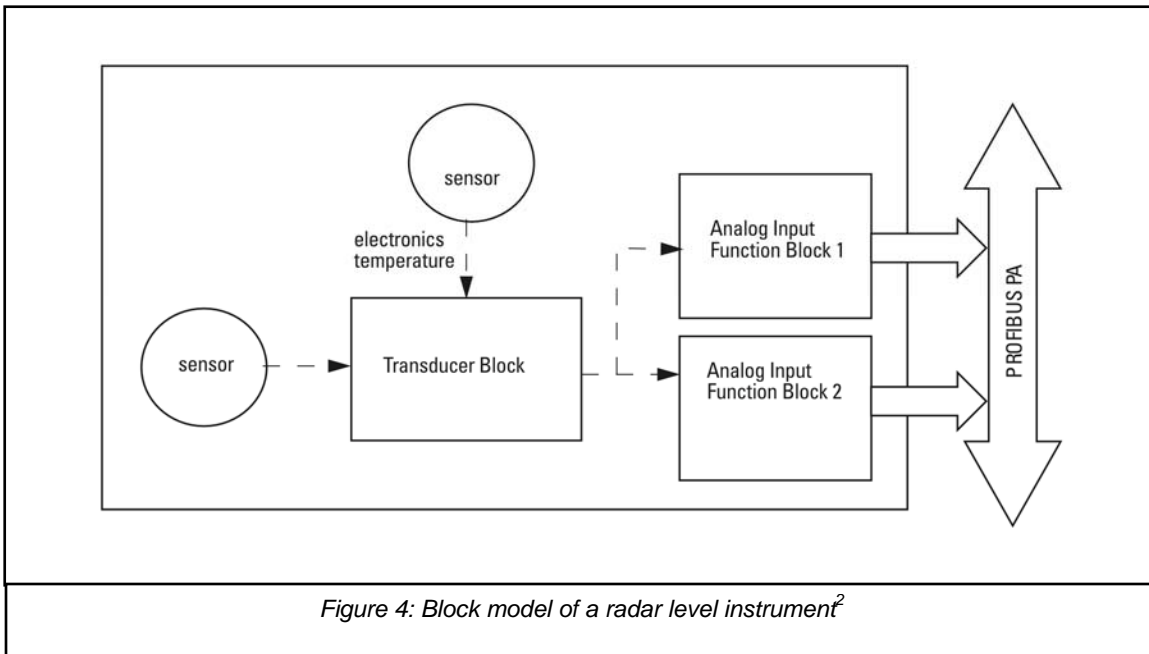 sensor
electronics
temperature
sensor
Transducer Block
Analog Input
Function Block 1
Analog Input
Function Block 2
PROFIBUS PA
Figure 4: Block model of a radar level instrument²